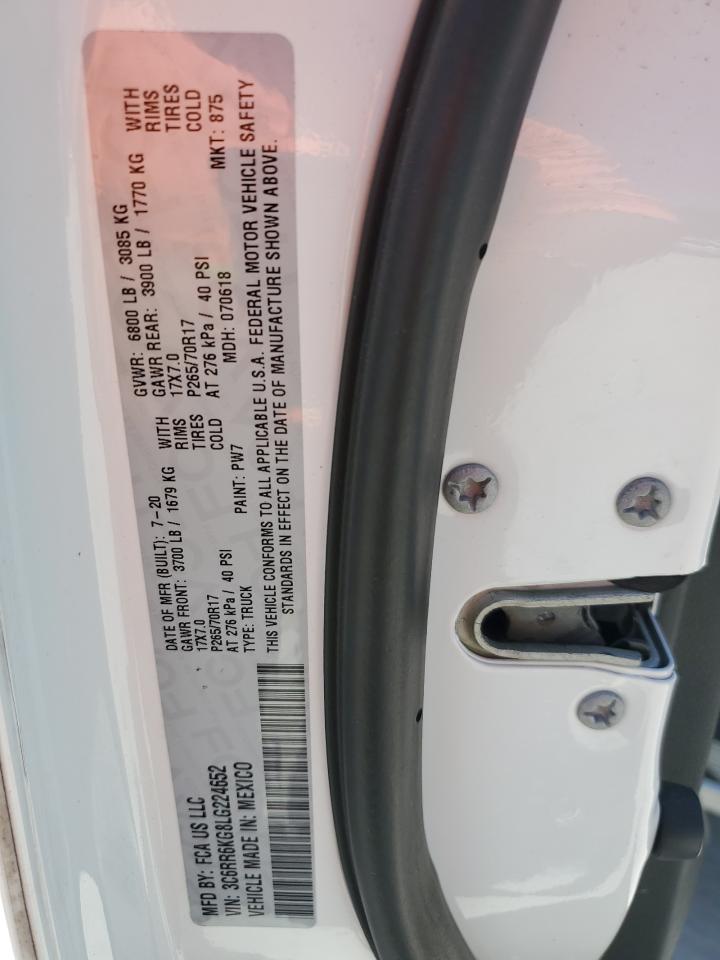 MFD BY: FCA US LLC
DATE OF MFR (BUILT): 7-20
GVWR: 6800 LB / 3085 KG
GAWR FRONT: 3700 LB / 1679 KG WITH
17X7.0 RIMS
P265/70R17 TIRES
AT 276 kPa / 40 PSI COLD
GAWR REAR: 3900 LB / 1770 KG WITH
17X7.0 RIMS
P265/70R17 TIRES
AT 276 kPa / 40 PSI COLD
VIN: 3C6RR6KG8LG224652
TYPE: TRUCK PAINT: PW7 MDH: 070618 MKT: 875
VEHICLE MADE IN: MEXICO
THIS VEHICLE CONFORMS TO ALL APPLICABLE U.S.A. FEDERAL MOTOR VEHICLE SAFETY
STANDARDS IN EFFECT ON THE DATE OF MANUFACTURE SHOWN ABOVE.